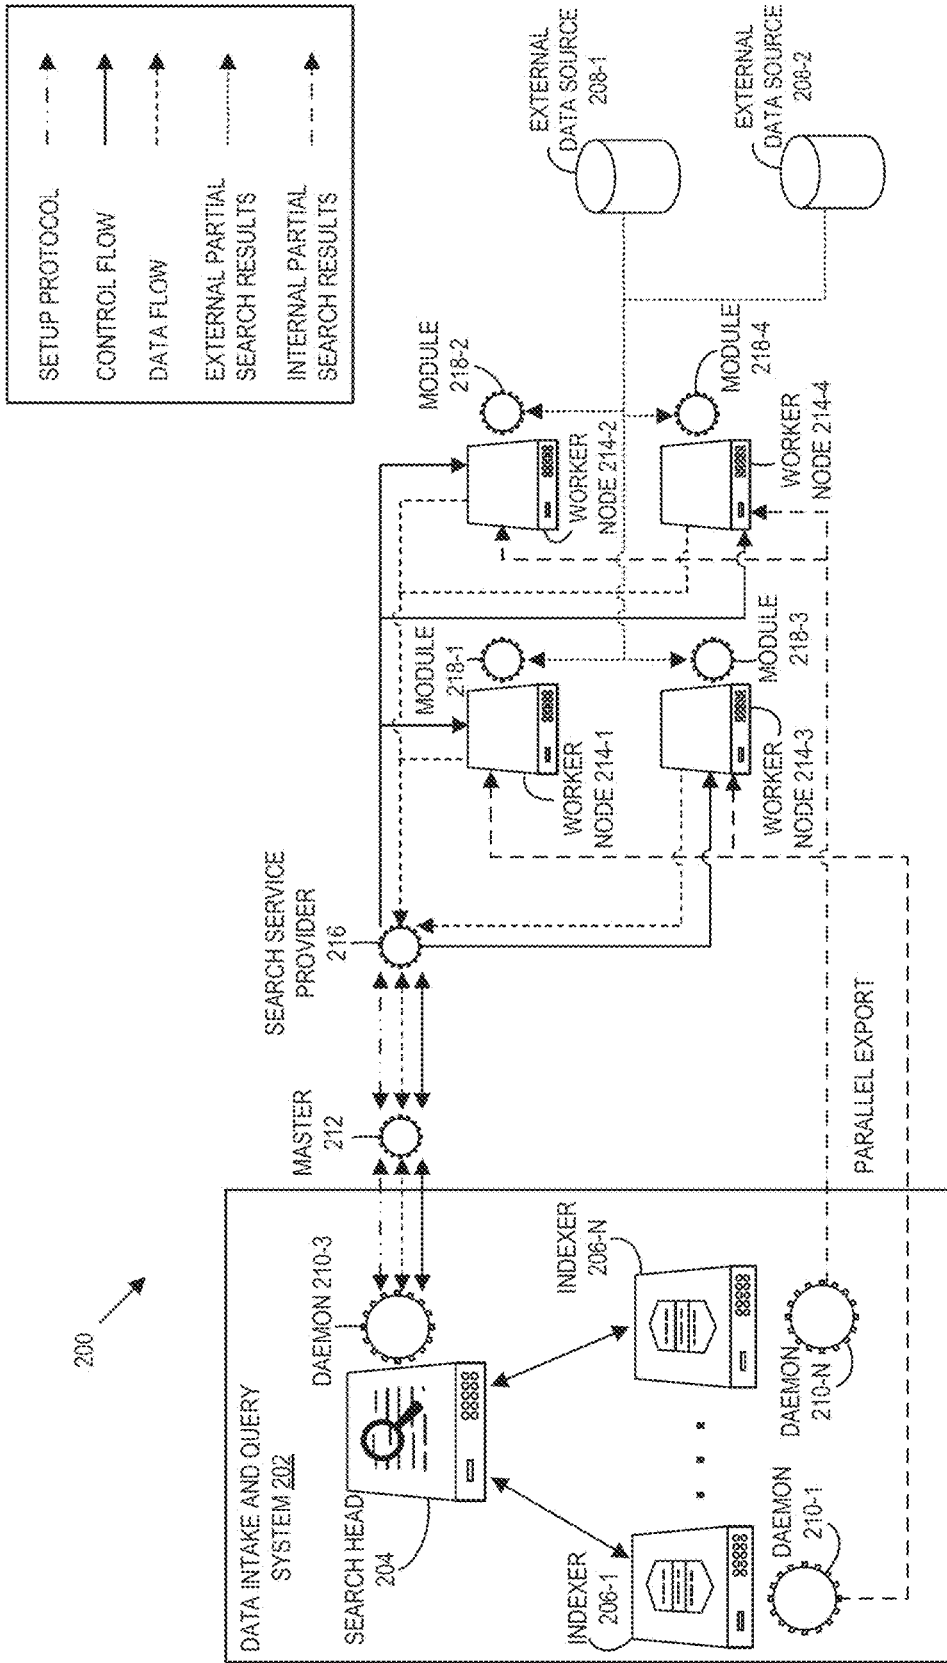 SETUP PROTOCOL
CONTROL FLOW
DATA FLOW
EXTERNAL PARTIAL
SEARCH RESULTS
INTERNAL PARTIAL
SEARCH RESULTS
200
DATA INTAKE AND QUERY
SYSTEM 202
SEARCH HEAD
204
DAEMON 210-3
INDEXER
206-1
INDEXER
206-N
DAEMON
210-1
DAEMON
210-N
MASTER
212
SEARCH SERVICE
PROVIDER
216
PARALLEL EXPORT
MODULE
218-1
WORKER
NODE 214-1
MODULE
218-2
WORKER
NODE 214-2
MODULE
218-3
WORKER
NODE 214-3
MODULE
218-4
WORKER
NODE 214-4
EXTERNAL
DATA SOURCE
208-1
EXTERNAL
DATA SOURCE
208-2